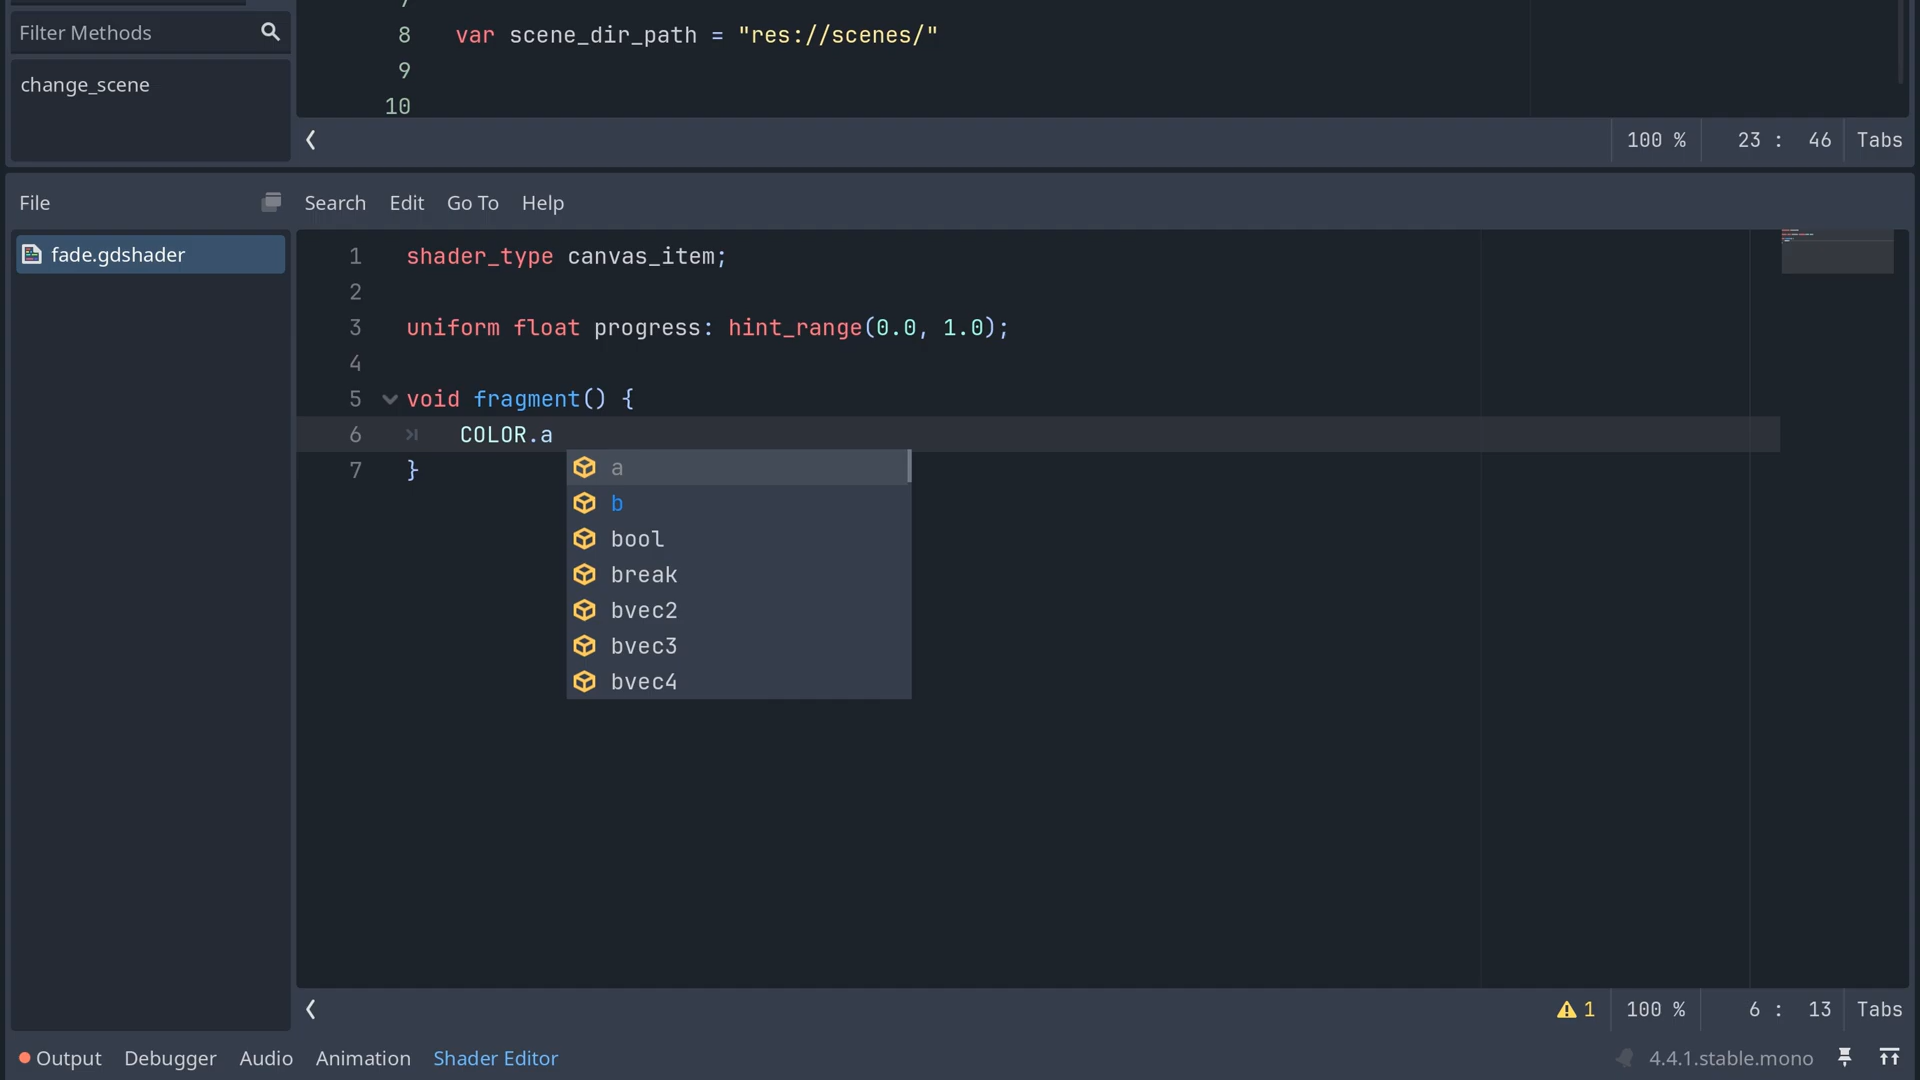 Filter Methods
change_scene
8 var scene_dir_path = "res://scenes/"
9
10
100 % 23 : 46 Tabs
File Search Edit Go To Help
fade.gdshader
1 shader_type canvas_item;
2
3 uniform float progress: hint_range(0.0, 1.0);
4
5 void fragment() {
6 COLOR.a
7 }
a
b
bool
break
bvec2
bvec3
bvec4
1 100 % 6 : 13 Tabs
Output Debugger Audio Animation Shader Editor 4.4.1.stable.mono